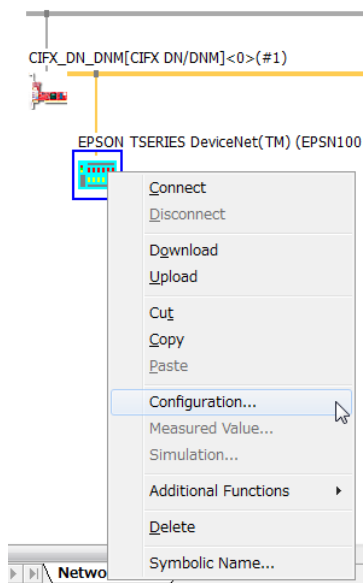 CIFX_DN_DNM[CIFX DN/DNM]<0>(#1)
EPSON TSERIES DeviceNet(TM) (EPSN100
Connect
Disconnect
Download
Upload
Cut
Copy
Paste
Configuration...
Measured Value...
Simulation...
Additional Functions
Delete
Symbolic Name...
Netwo